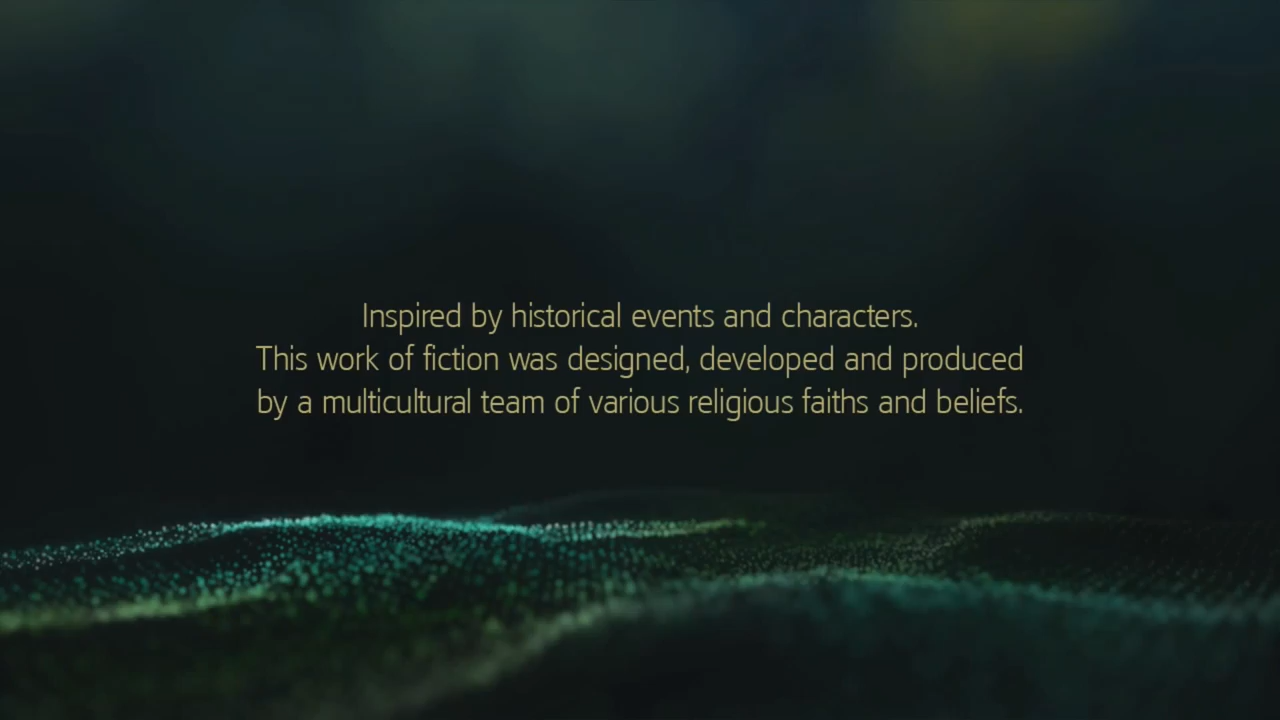 Inspired by historical events and characters.
This work of fiction was designed, developed and produced
by a multicultural team of various religious faiths and beliefs.